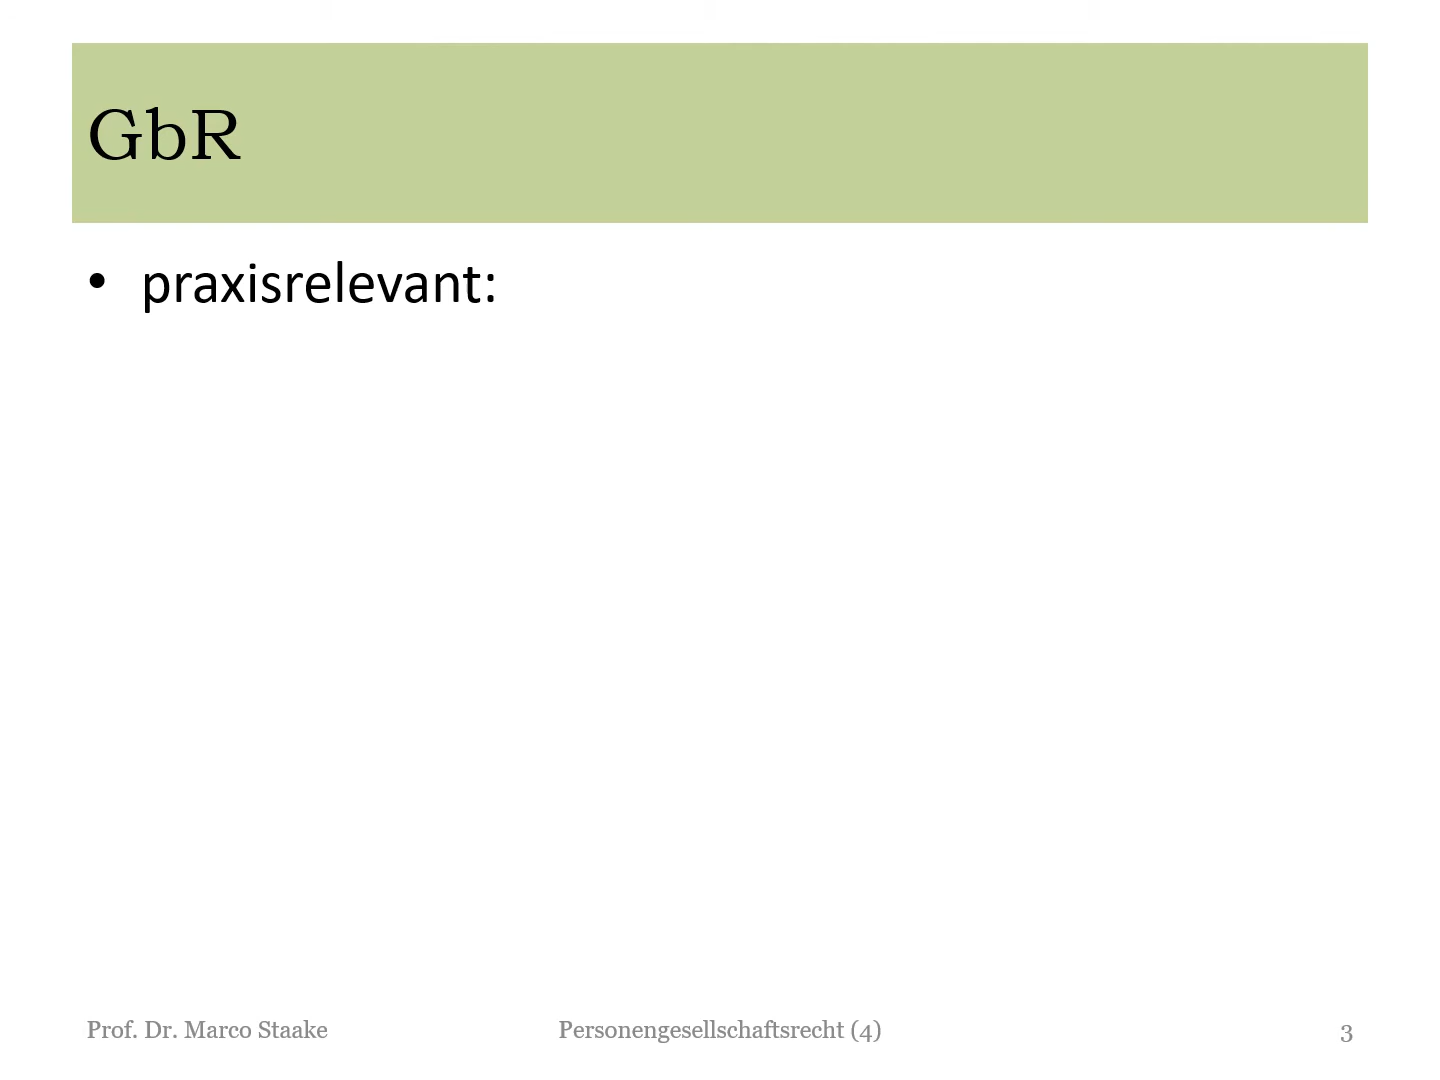 GbR
• praxisrelevant:
Prof. Dr. Marco Staake Personengesellschaftsrecht (4) 3